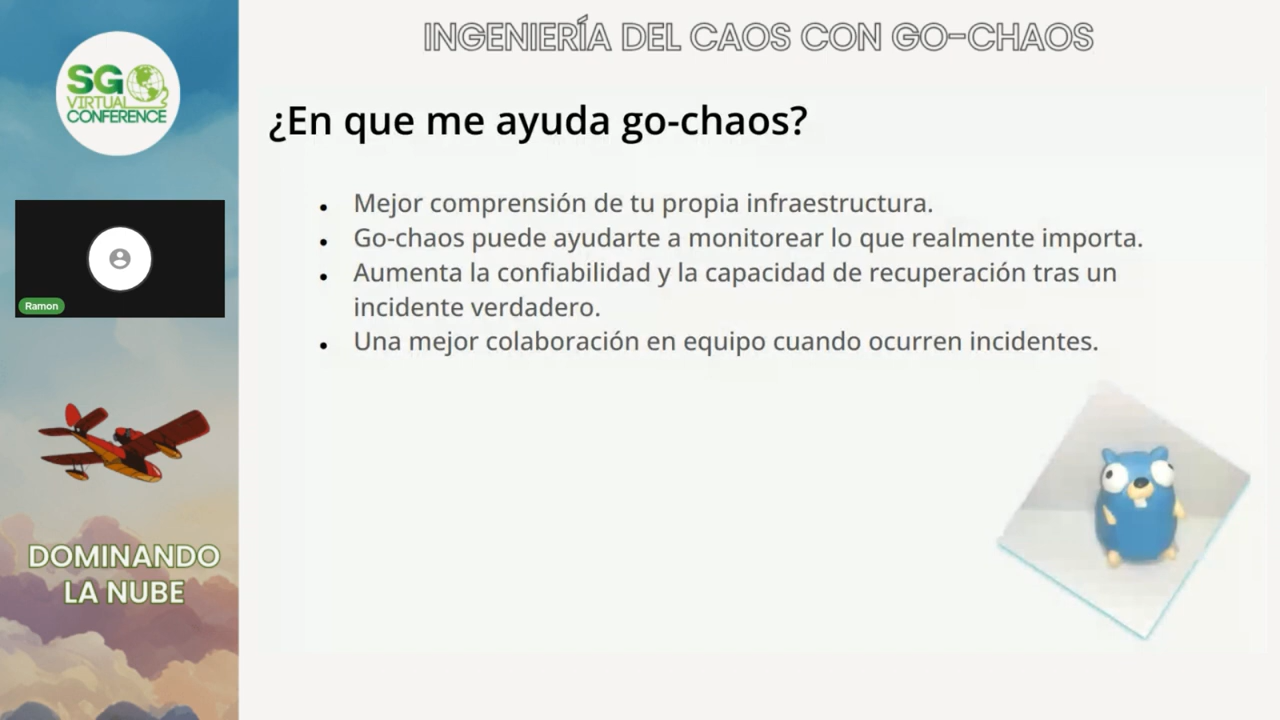 INGENIERÍA DEL CAOS CON GO-CHAOS
SG
VIRTUAL
CONFERENCE
¿En que me ayuda go-chaos?
Mejor comprensión de tu propia infraestructura.
Go-chaos puede ayudarte a monitorear lo que realmente importa.
Aumenta la confiabilidad y la capacidad de recuperación tras un
incidente verdadero.
Una mejor colaboración en equipo cuando ocurren incidentes.
Ramon
DOMINANDO
LA NUBE